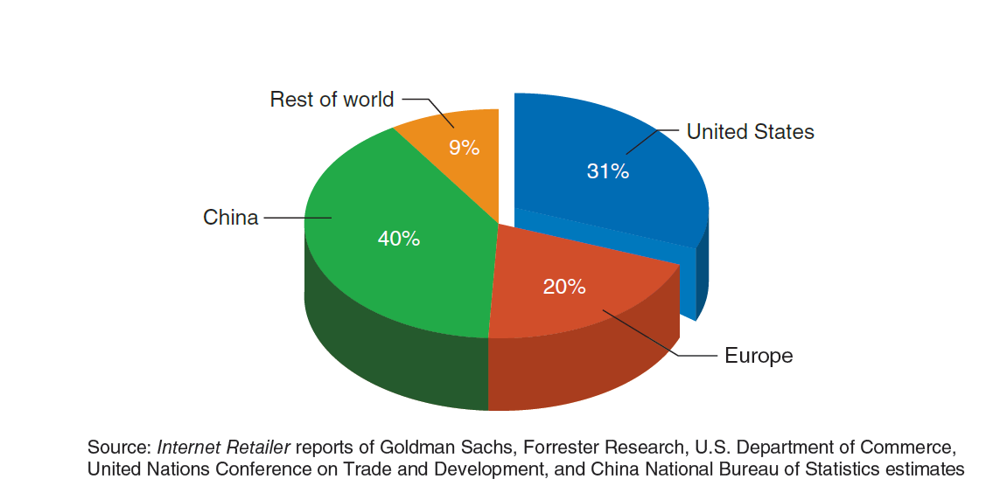 Rest of world
9%
United States
31%
China
40%
20%
Europe
Source: Internet Retailer reports of Goldman Sachs, Forrester Research, U.S. Department of Commerce,
United Nations Conference on Trade and Development, and China National Bureau of Statistics estimates